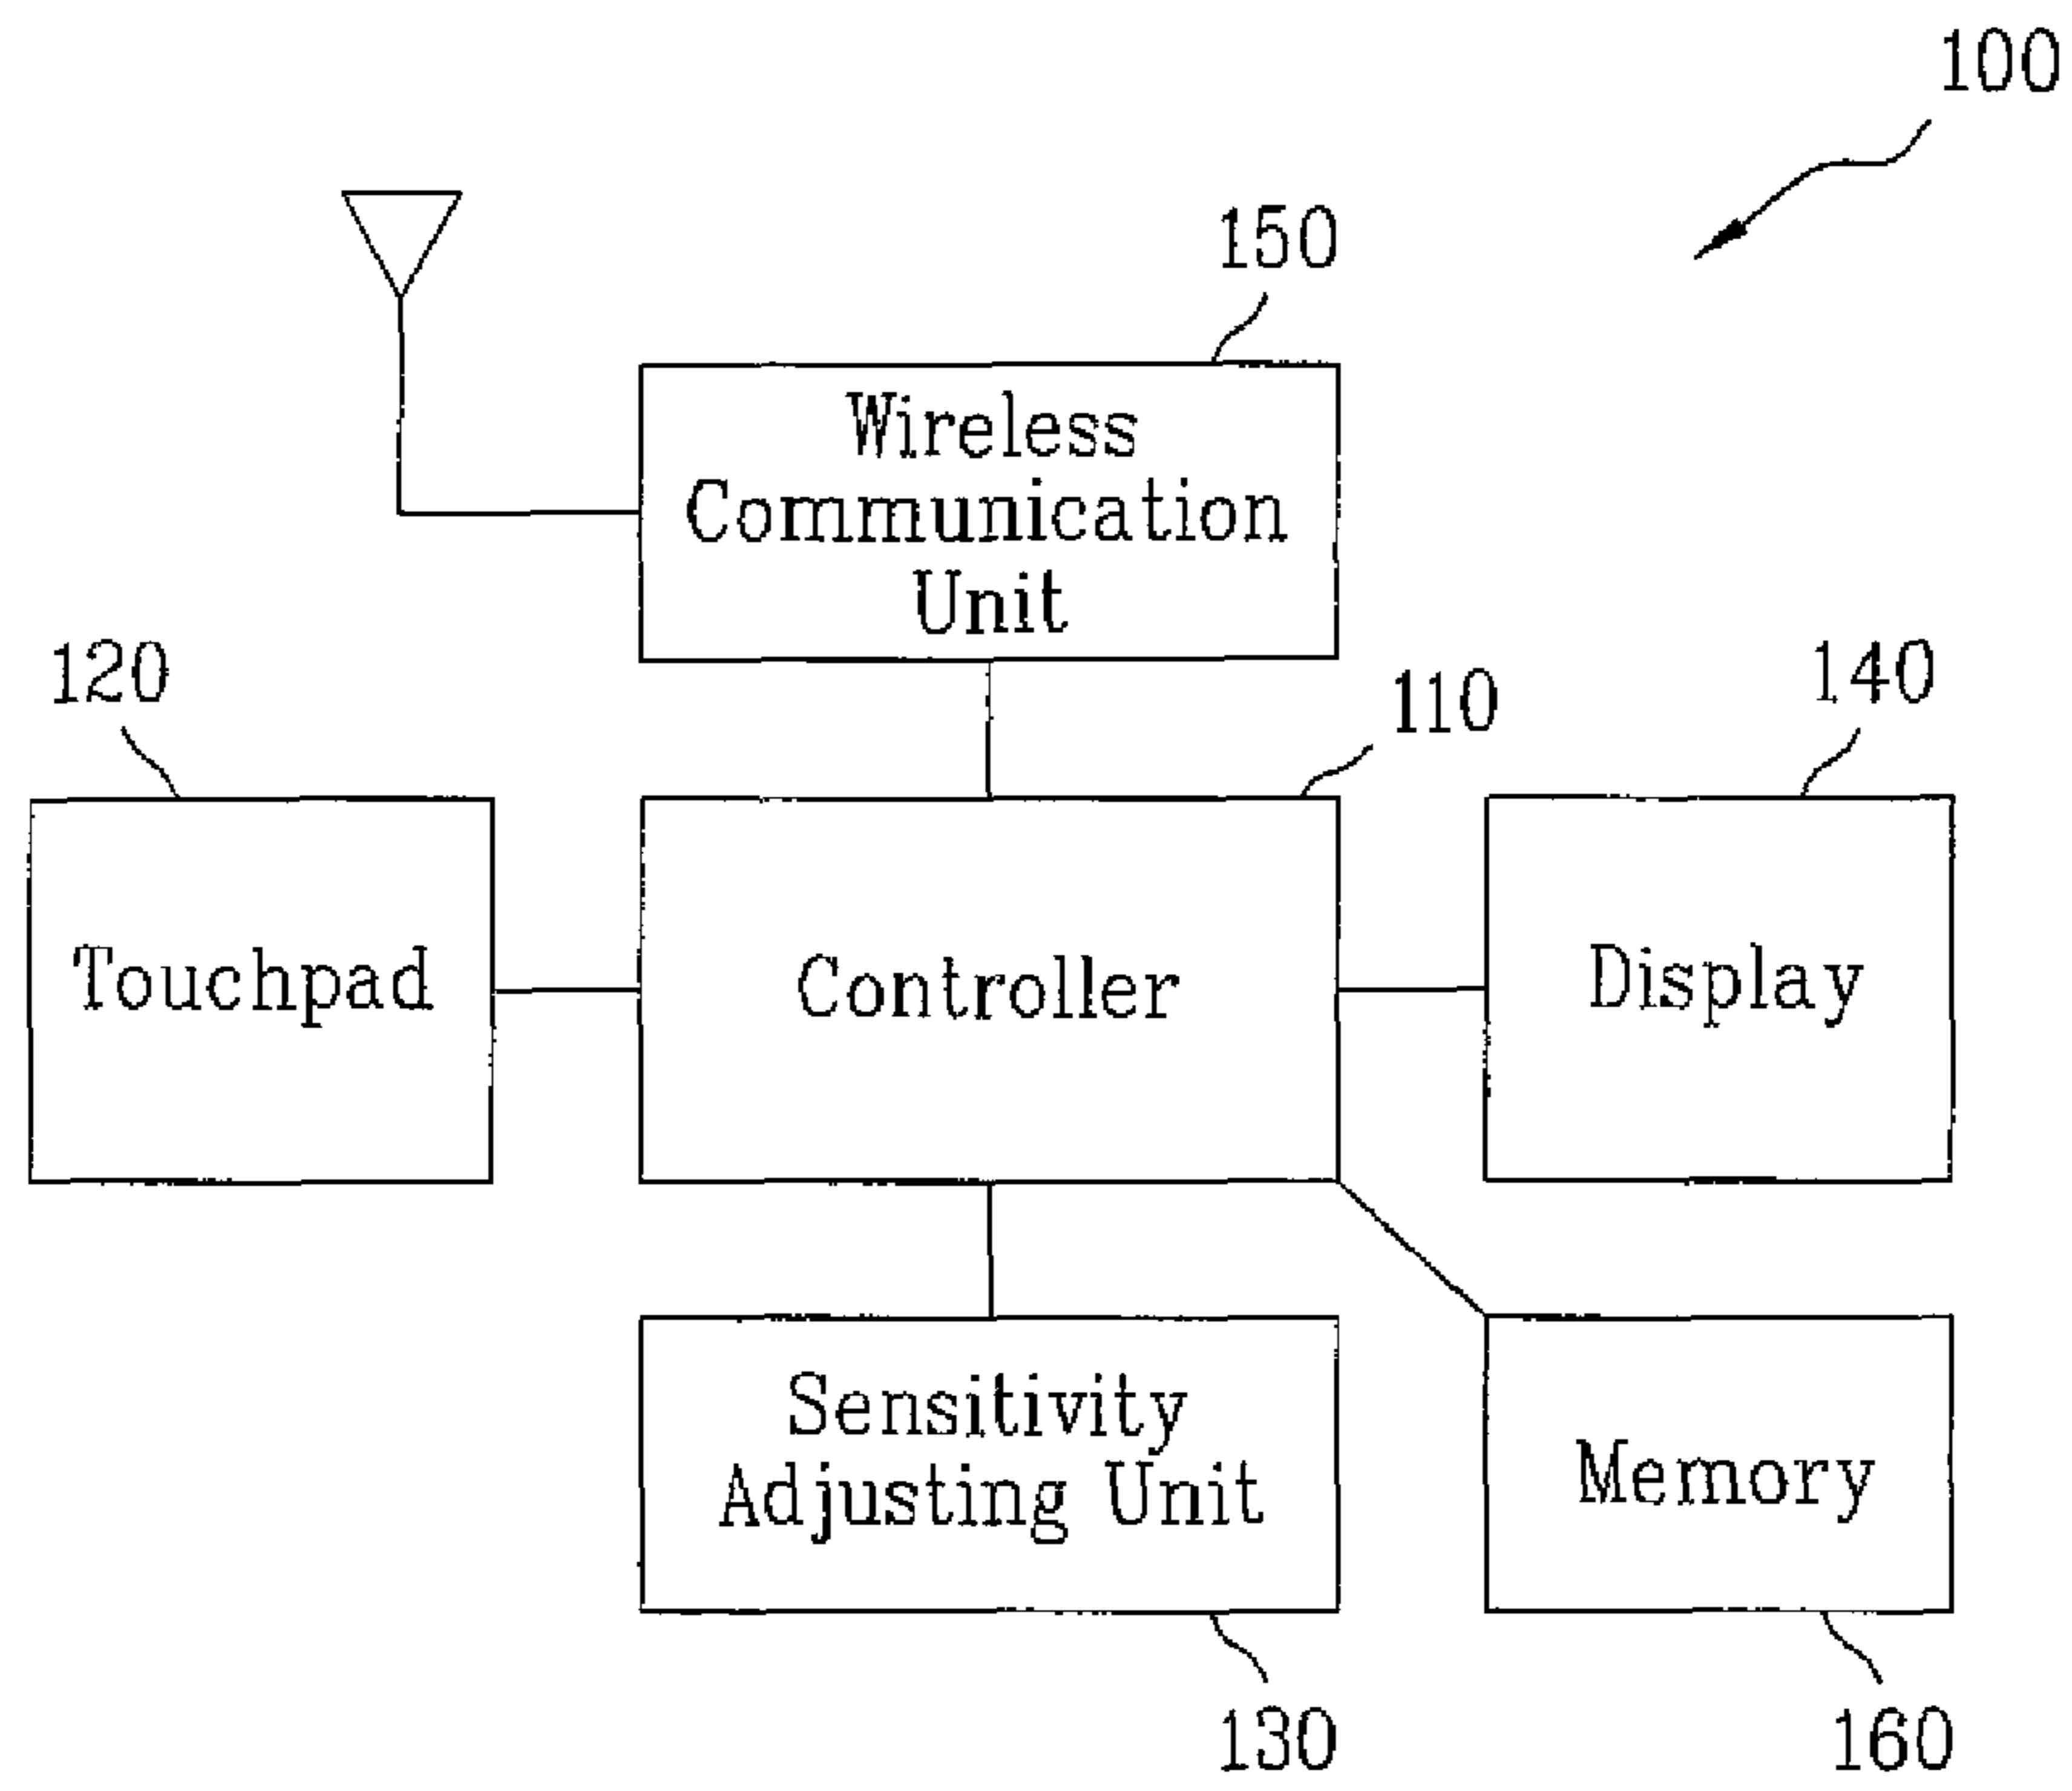 100
150
Wireless
Communication
Unit
120
110
140
Touchpad
Controller
Display
Sensitivity
Adjusting Unit
Memory
130
160